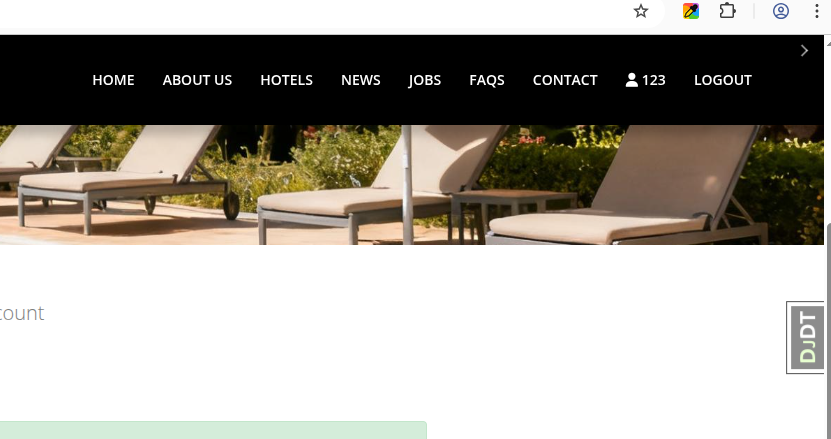 HOME ABOUT US HOTELS NEWS JOBS FAQS CONTACT 123 LOGOUT
count
DJDT